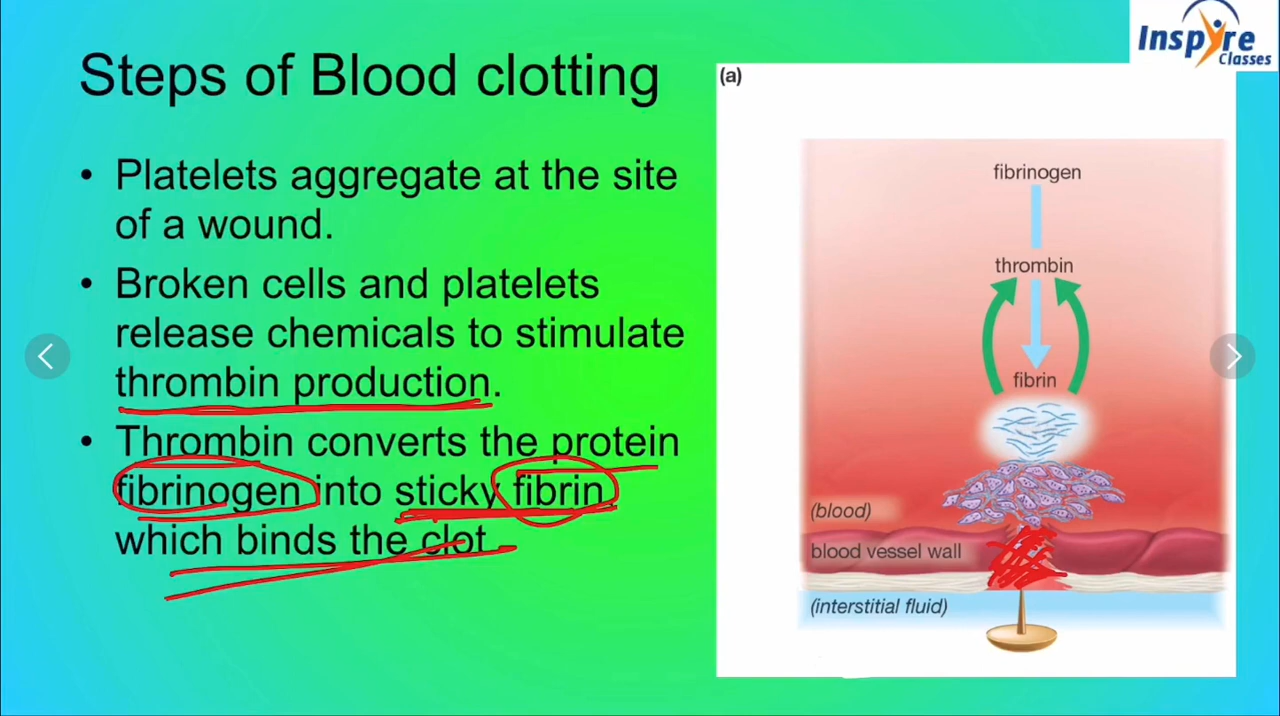 Inspire
Classes
Steps of Blood clotting
• Platelets aggregate at the site
of a wound.
• Broken cells and platelets
release chemicals to stimulate
thrombin production.
• Thrombin converts the protein
fibrinogen into sticky fibrin
which binds the clot
(a)
fibrinogen
thrombin
fibrin
(blood)
blood vessel wall
(interstitial fluid)